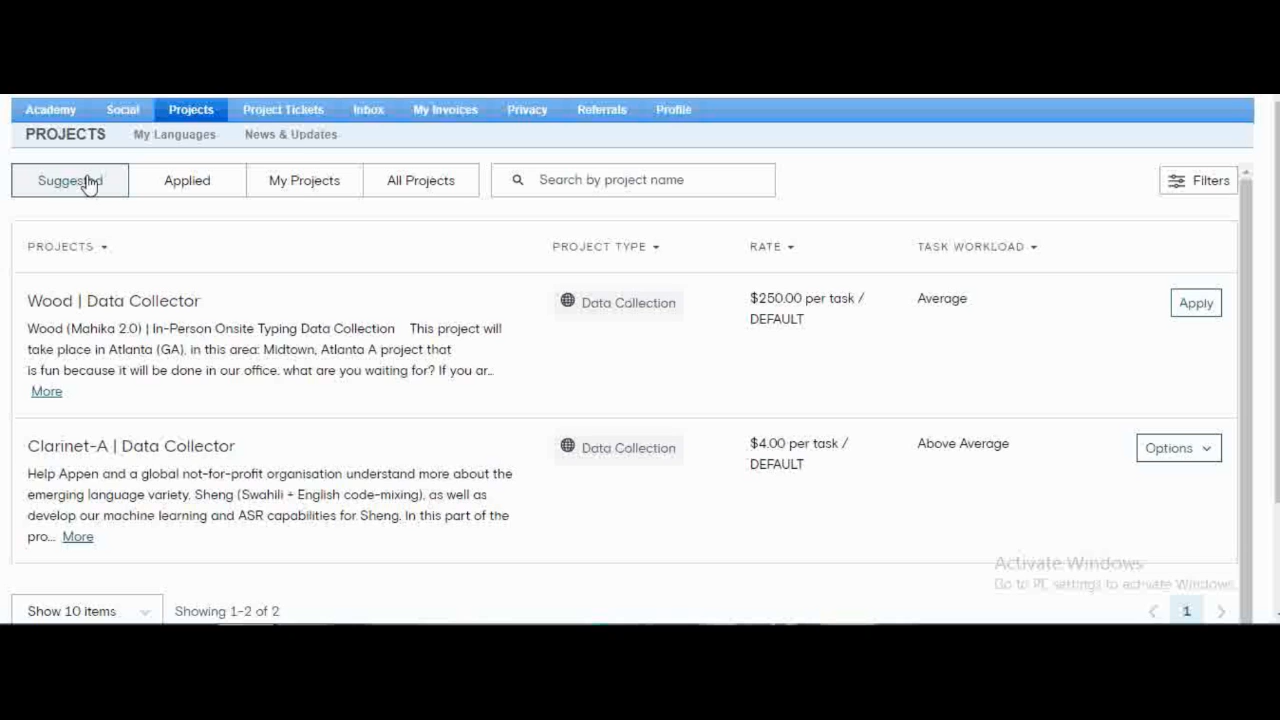 Academy Social Projects Project Tickets Inbox My Invoices Privacy Referrals Profile
PROJECTS My Languages News & Updates
Suggested Applied My Projects All Projects Search by project name Filters
PROJECTS PROJECT TYPE RATE TASK WORKLOAD
Wood | Data Collector Data Collection $250.00 per task / Average Apply
DEFAULT
Wood (Mahika 2.0) | In-Person Onsite Typing Data Collection This project will
take place in Atlanta (GA), in this area: Midtown, Atlanta A project that
is fun because it will be done in our office. what are you waiting for? If you ar...
More
Clarinet-A | Data Collector Data Collection $4.00 per task / Above Average Options
DEFAULT
Help Appen and a global not-for-profit organisation understand more about the
emerging language variety, Sheng (Swahili + English code-mixing), as well as
develop our machine learning and ASR capabilities for Sheng. In this part of the
pro... More
Activate Windows
Go to PC settings to activate Windows.
Show 10 items Showing 1-2 of 2 1